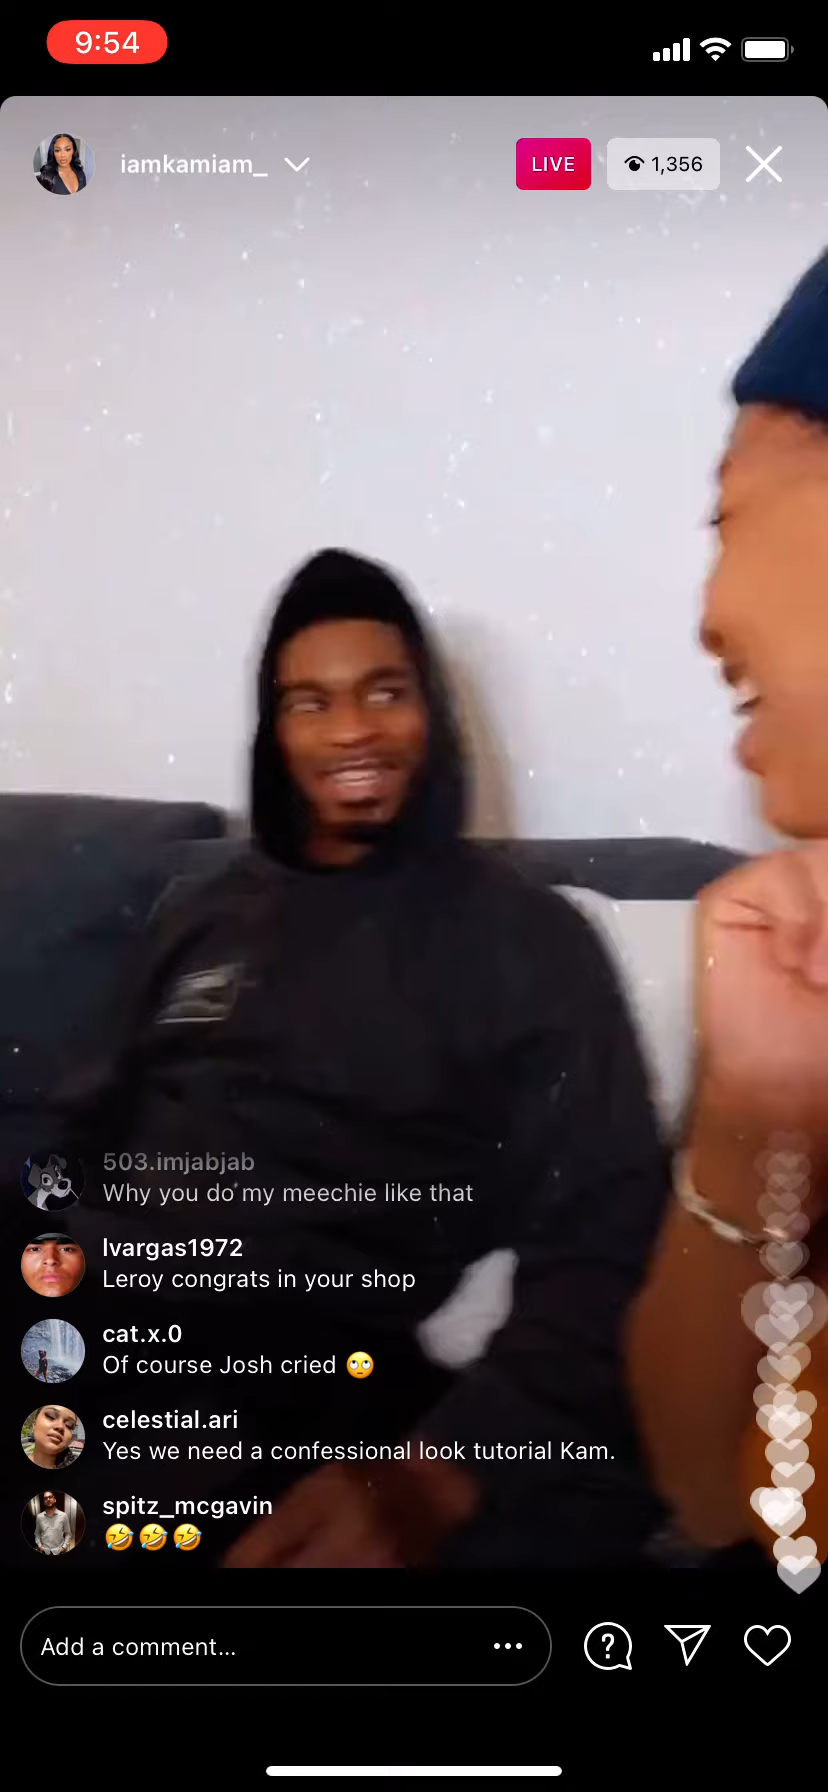 9:54
iamkamiam_
LIVE
1,356
503.imjabjab
Why you do my meechie like that
lvargas1972
Leroy congrats in your shop
cat.x.0
Of course Josh cried 🙄
celestial.ari
Yes we need a confessional look tutorial Kam.
spitz_mcgavin
🤣🤣🤣
Add a comment...